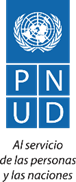 P N
U D
Al servicio
de las personas
y las naciones